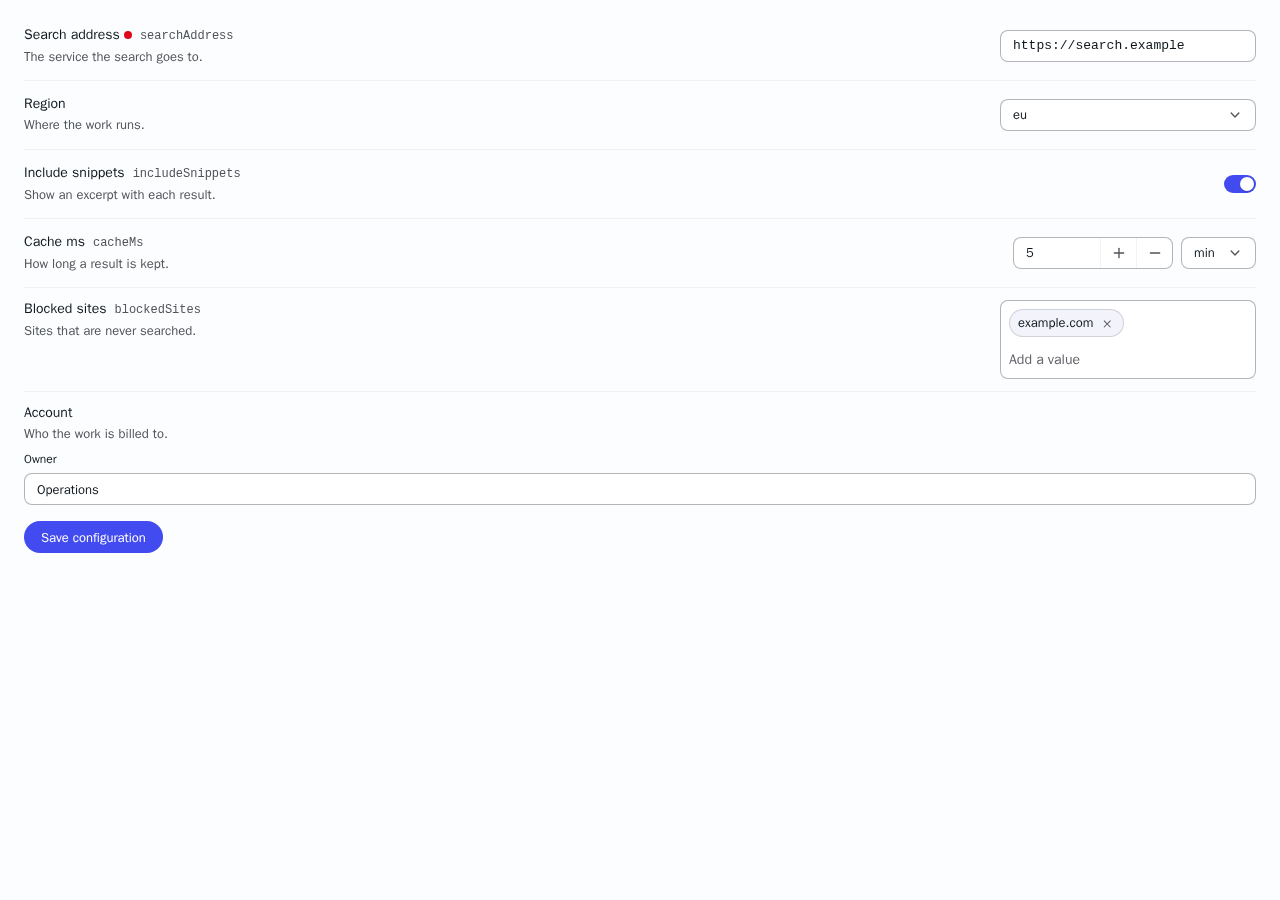 Search address searchAddress
The service the search goes to.
https://search.example
Region
Where the work runs.
eu
Include snippets includeSnippets
Show an excerpt with each result.
Cache ms cacheMs
How long a result is kept.
5
min
Blocked sites blockedSites
Sites that are never searched.
example.com
Add a value
Account
Who the work is billed to.
Owner
Operations
Save configuration